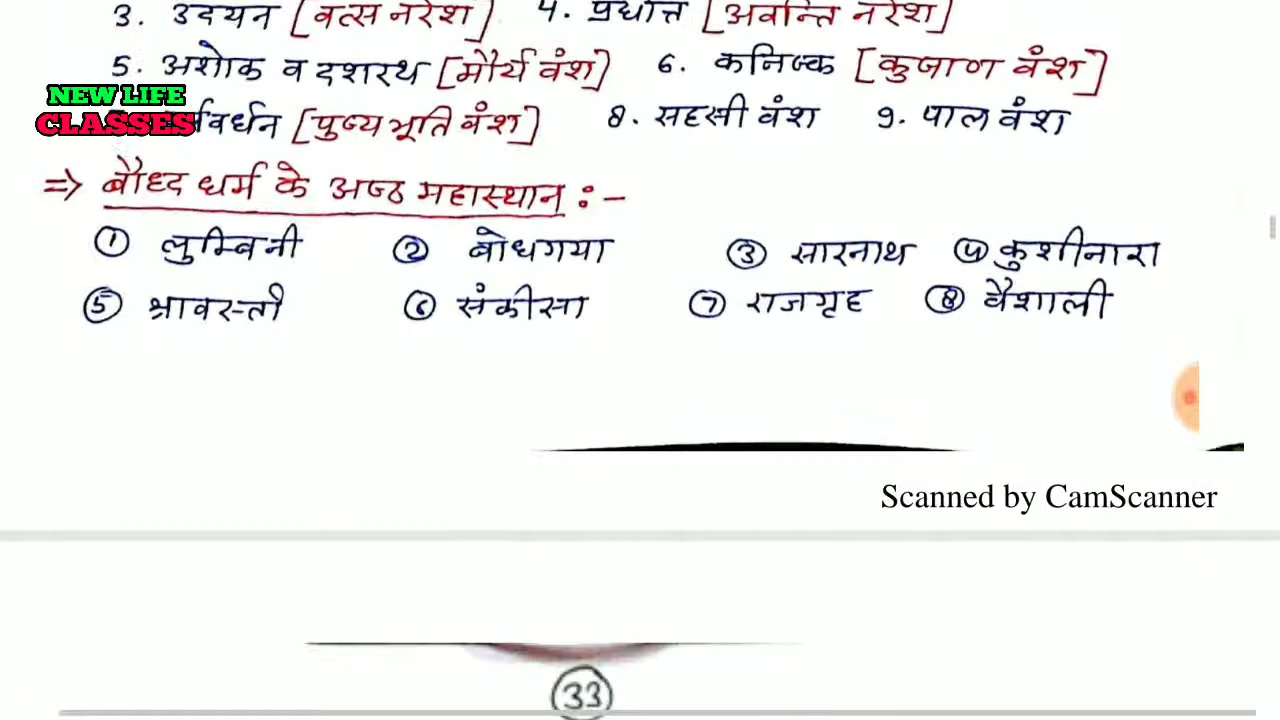 3. उदयन [वत्स नरेश] 4. प्रद्योत [अवन्ति नरेश]
5. अशोक व दशरथ [मौर्य वंश] 6. कनिष्क [कुषाण वंश]
NEW LIFE
CLASSES
वर्धन [पुष्य भूति वंश] 8. सहसी वंश 9. पाल वंश
=> बौध्द धर्म के अष्ठ महास्थान :-
① लुम्बिनी ② बोधगया ③ सारनाथ ④ कुशीनारा
⑤ श्रावस्ती ⑥ संकीसा ⑦ राजगृह ⑧ वैशाली
Scanned by CamScanner
33